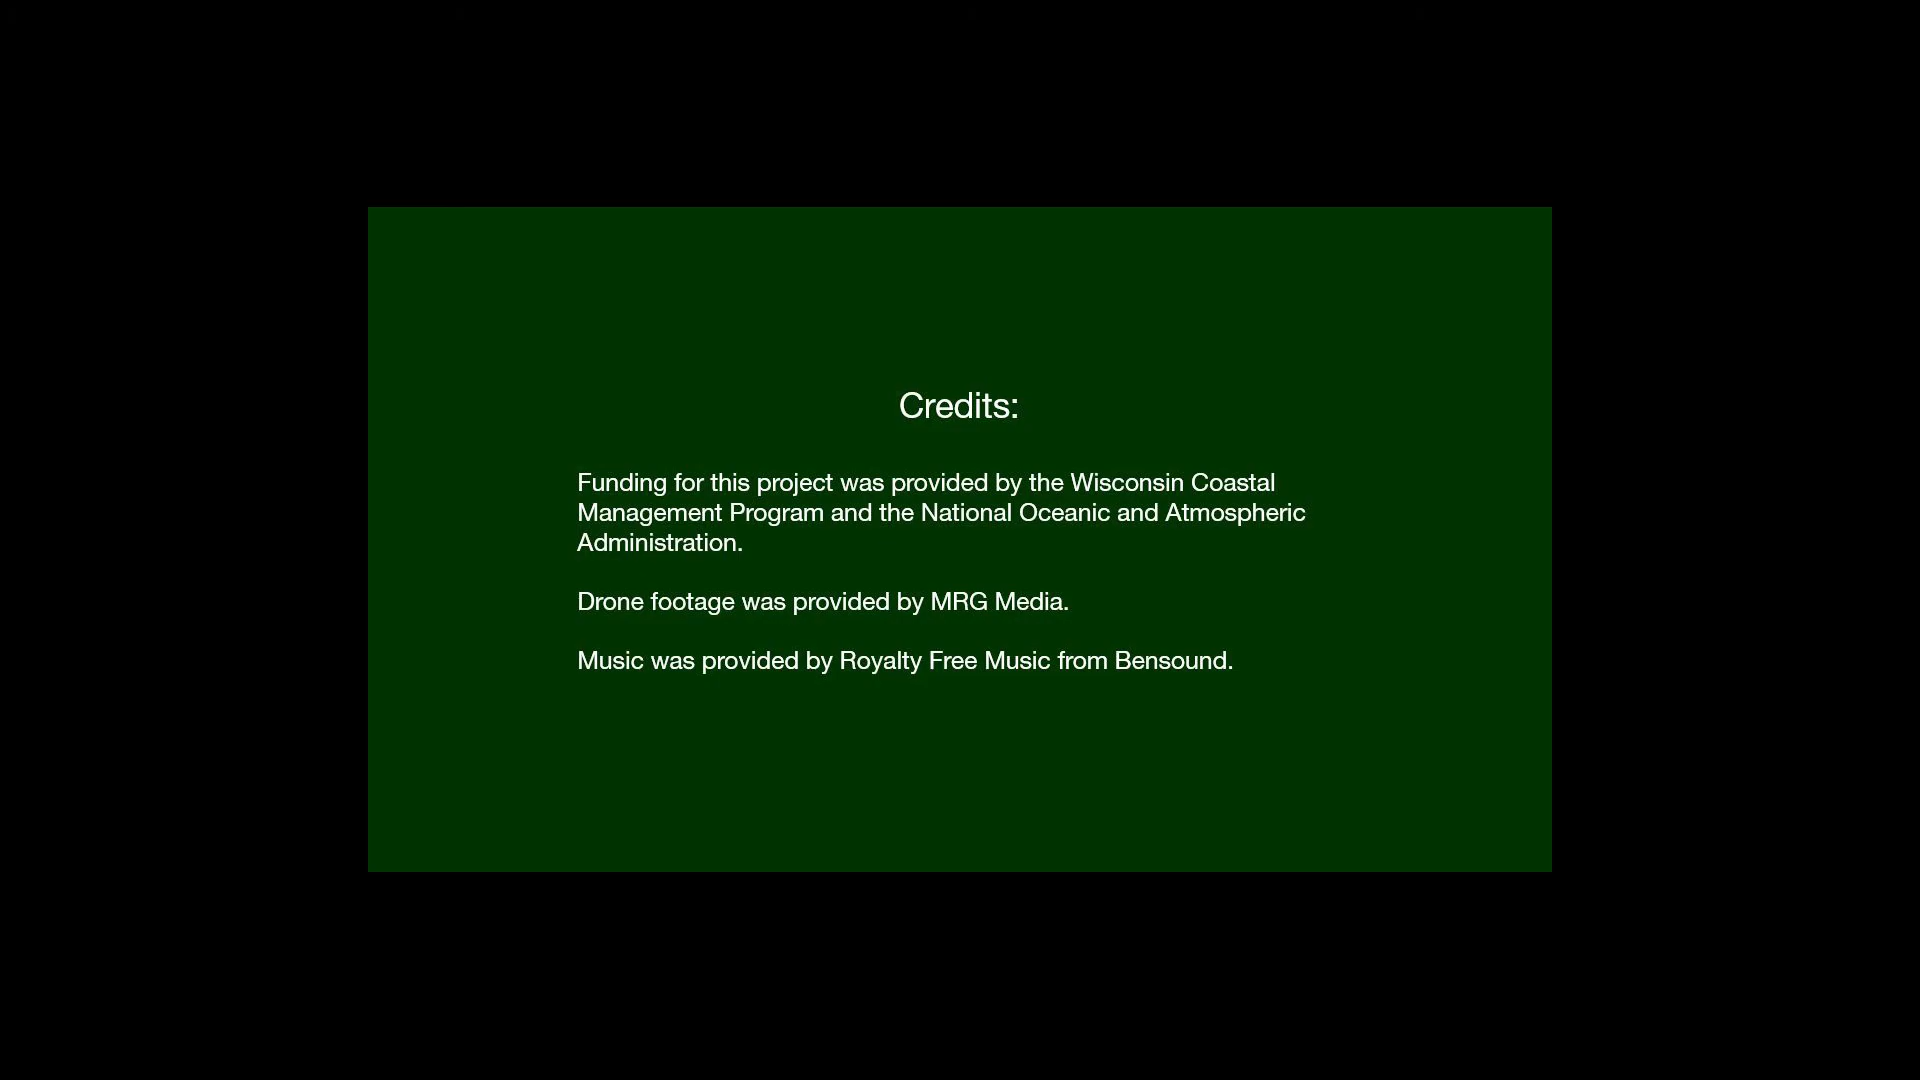 Credits:
Funding for this project was provided by the Wisconsin Coastal
Management Program and the National Oceanic and Atmospheric
Administration.
Drone footage was provided by MRG Media.
Music was provided by Royalty Free Music from Bensound.